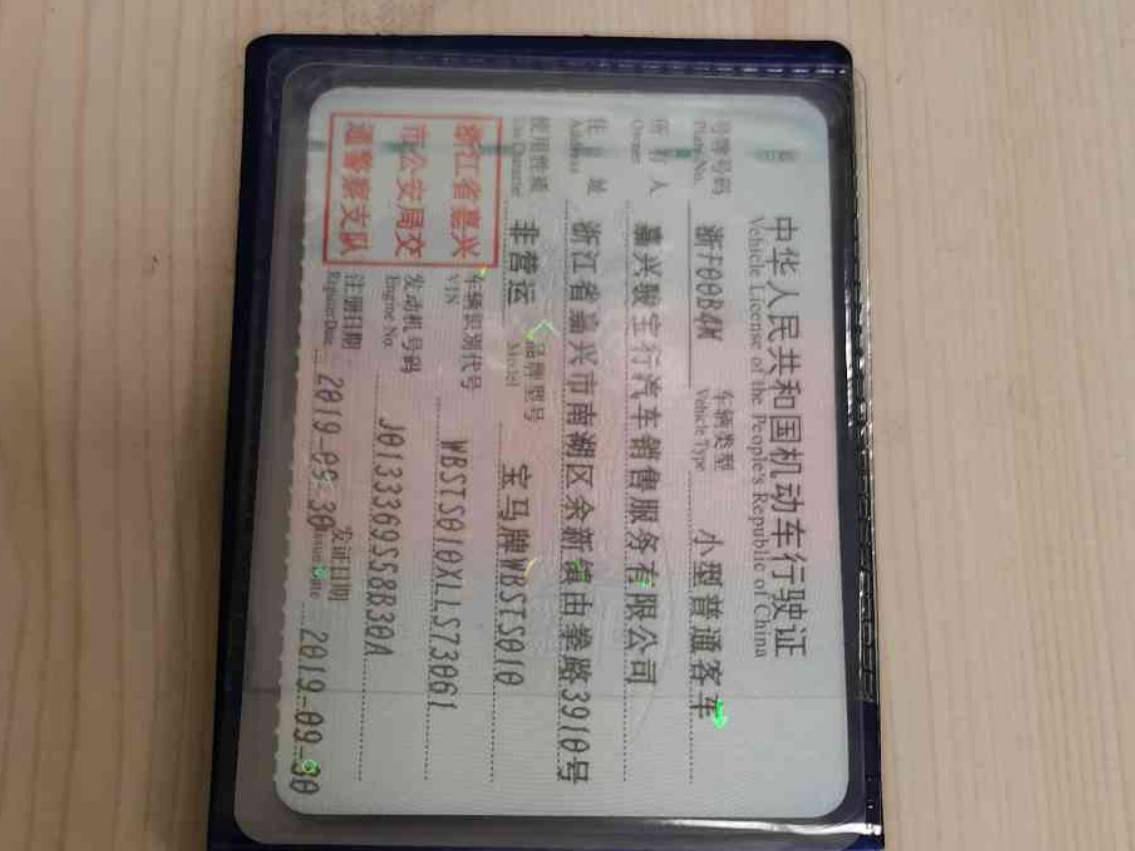 中华人民共和国机动车行驶证
Vehicle License of the People's Republic of China
号牌号码 浙F00B4M 车辆类型 小型普通客车
Plate No. Vehicle Type
所有人 嘉兴骏宝行汽车销售服务有限公司
Owner
住址 浙江省嘉兴市南湖区余新镇由拳路3910号
Address
使用性质 非营运 品牌型号 宝马牌WBSTS010
Use Character Model
浙江省嘉兴
市公安局交
通警察支队
车辆识别代号 WBSTS010XLLS73061
VIN
发动机号码 J0133369S58B30A
Engine No.
注册日期 2019-09-30 发证日期 2019-09-30
Register Date Issue Date